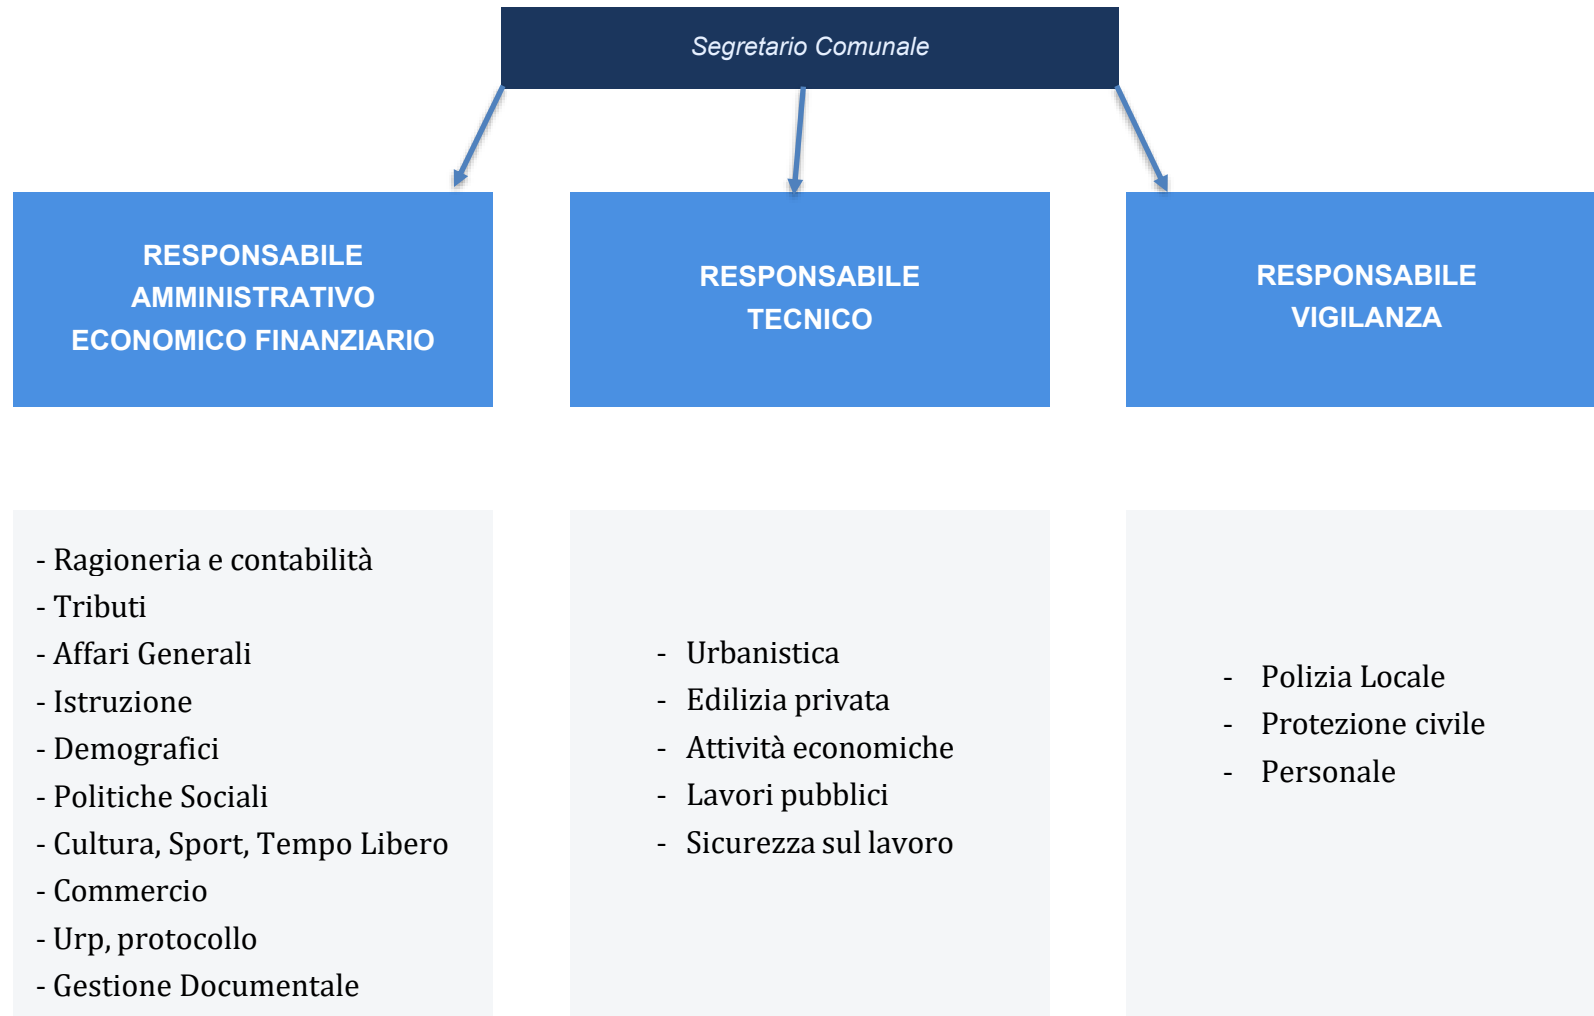 Segretario Comunale
RESPONSABILE
AMMINISTRATIVO
ECONOMICO FINANZIARIO
RESPONSABILE
TECNICO
RESPONSABILE
VIGILANZA
- Ragioneria e contabilità
- Tributi
- Affari Generali
- Istruzione
- Demografici
- Politiche Sociali
- Cultura, Sport, Tempo Libero
- Commercio
- Urp, protocollo
- Gestione Documentale
- Urbanistica
- Edilizia privata
- Attività economiche
- Lavori pubblici
- Sicurezza sul lavoro
- Polizia Locale
- Protezione civile
- Personale